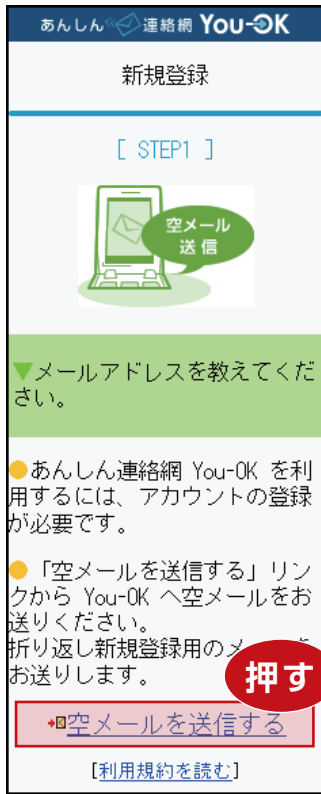 あんしん連絡網 You-OK
新規登録
[ STEP1 ]
空メール
送信
▼メールアドレスを教えてくだ
さい。
●あんしん連絡網 You-OK を利
用するには、アカウントの登録
が必要です。
●「空メールを送信する」リン
クから You-OK へ空メールをお
送りください。
折り返し新規登録用のメ
お送りします。
押す
空メールを送信する
[利用規約を読む]